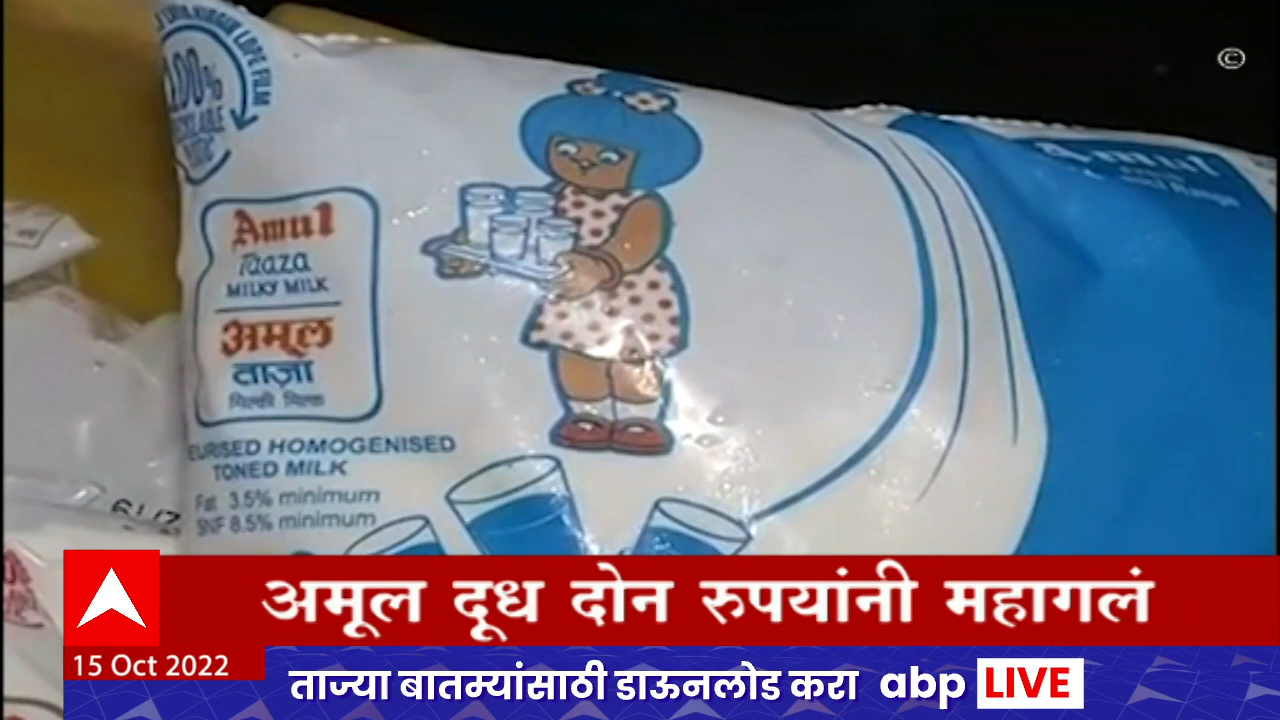 ©
100%
Amul
Taaza
MILKY MILK
अमूल
ताज़ा
मिल्की मिल्क
HOMOGENISED
TONED MILK
Fat 3.5% minimum
SNF 8.5% minimum
अमूल दूध दोन रुपयांनी महागलं
15 Oct 2022
ताज्या बातम्यांसाठी डाऊनलोड करा abp LIVE